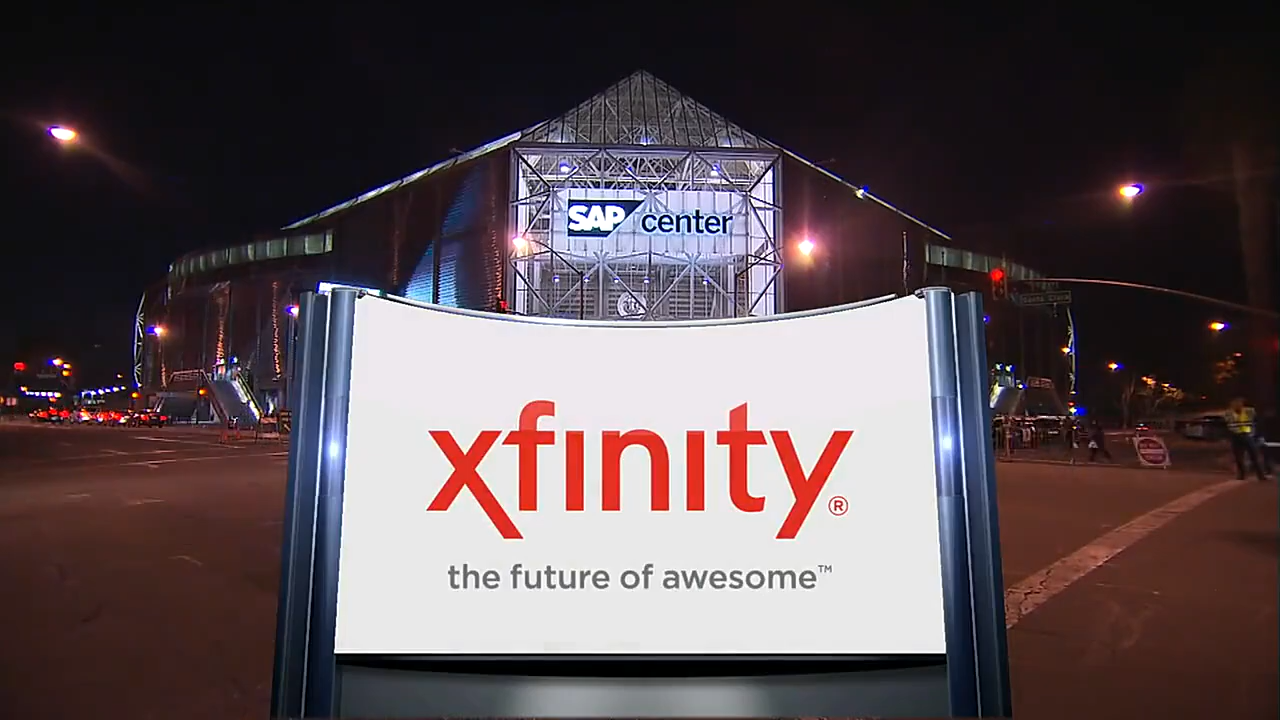 SAP center
xfinity®
the future of awesome™